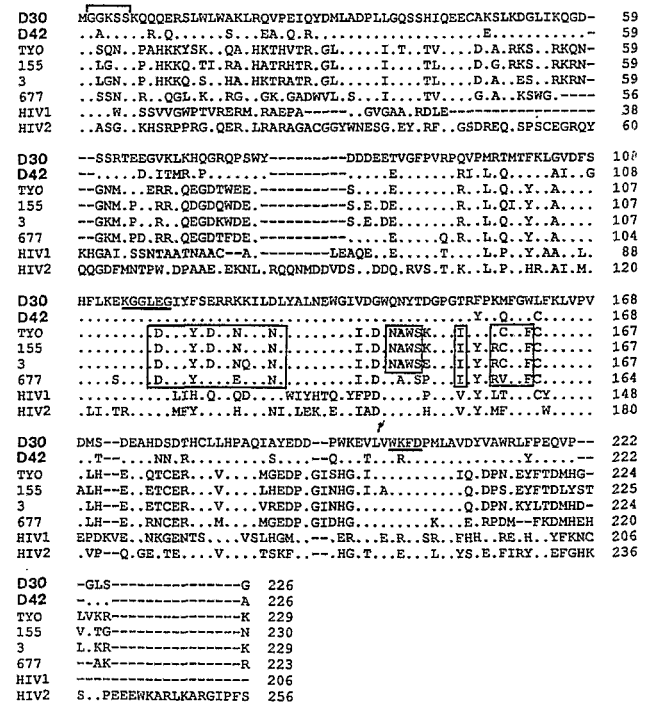 D30 MGGKSSKQQQERSLWLWAKLRQVPEIQYDMLADPLLGQSSHIQEECAKSLKDGLIKQGD- 59
D42 ..A.....R.Q....S...EA.Q.R.......................E............- 59
TYO ..SQN..PAHKKYSK..QA.HKTHVTR.GL....I.T..TV....D.A.RKS..RKQN- 59
155 ..LG...P.HKKQ.TI.RA.HATRHTR.GL....I...TL....D...ARKS..RKRN- 59
3 ..LGN..P.HKKQ.S..HA.HKTRATR.GL....I...TL....D.A..ES..RKRN- 59
677 ..SSN..R..QGL.K..RG..GK.GADWVL.S..I...TV....G.A..KSWG.---- 56
HIV1 ...W..SSVVGWPTVRERM.RAEPA-----.GVGAA.RDLE----------------- 38
HIV2 ..ASG..KHSRPPRG.QER.LRARAGACGGYWNESG.EY.RF..GSDREQ.SPSCEGRQY 60
D30 --SSRTEEGVKLKHQGRQPSWY----------DDDEETVGFPVRPQVPMRTMTFKLGVDFS 108
D42 --.....D.ITMR.P.......----------......E......RI.L.Q....AI..G 108
TYO --GNM...ERR.QEGDTWEE.----------S....E......R..L.Q..Y..A... 107
155 --GNM.P..RR.QDGDQWDE.----------S.E.DE......R..L.QI.Y..A... 107
3 --GKM.P..RR.QEGDKWDE.----------S.E.DE......R..L.Q..Y..A... 107
677 --GKM.PD.RR.QEGDTFDE.----------.........Q.R..L.Q..Y..A... 104
HIV1 KHGAI.SSNTAATNAAC--A.--------LEAQE..E........T..L.P..YA.AA..L. 88
HIV2 QQGDFMNTPW.DPAAE.EKNL.RQQNMDDVDS..DDQ.RVS.T..K..L.P..HR.AI.M. 120
D30 HFLKEKGGLEGIYFSERRKKILDLYALNEWGIVDGWQNYTDGPGTRFPKMFGWLFKLVPV 168
D42 .............................................Y..Q...C...... 168
TYO ...........D...Y.D..N...N........I.D.NAWSK...I.Y..C..FC...... 167
155 ...........D...Y.D..N...N........I.D.NAWSK...I.Y.RC..FC...... 167
3 ...........D...Y.D..NQ..N........I.D.NAWSE...I.Y.RC..FC...... 167
677 ....S......D...Y....E...N........I.D..A.SP...I.Y.RV..FC...... 164
HIV1 ..............LIH.Q..QD....WIYHTQ.YFPD.....P...V.Y.LT...CY... 148
HIV2 .LI.TR........MFY....H...NI.LEK.E..IAD.....H...V.Y.MF....W... 180
D30 DMS--DEAHDSDTHCLLHPAQIAYEDD--PWKEVLVWKFDPMLAVDYVAWRLFPEQVP-- 222
D42 ..T--...NN.R........S......--..Q...T...R...........Y......-- 222
TYO .LH--E..QTCER...V....MGEDP.GISHG.I.........IQ.DPN.EYFTDMHG- 224
155 ALH--E..ETCER...V....LHEDP.GINHG.I.A........Q.DPS.EYFTDLYST 225
3 .LH--E..ETCER...V....VREDP.GINHG.I..........Q.DPN.KYLTDMHD- 224
677 .LH--E..RNCER...M....MGEDP.GIDHG.......K...E.RPDM--FKDMHEH 220
HIV1 EPDKVE..NKGENTS...VSLHGM...--.ER...ER..SR..FHH..RE.H..YFKNC 206
HIV2 .VP--Q.GE.TE....V....TSKF..--HG.T...E...L..YS.E.FIRY..EFGHK 236
D30 -GLS-----------------G 226
D42 -...-----------------A 226
TYO LVKR-----------------K 229
155 V.TG-----------------N 230
3 L.KR-----------------K 229
677 --AK-----------------R 223
HIV1 ---------------------- 206
HIV2 S..PEEEWKARLKARGIPFS 256